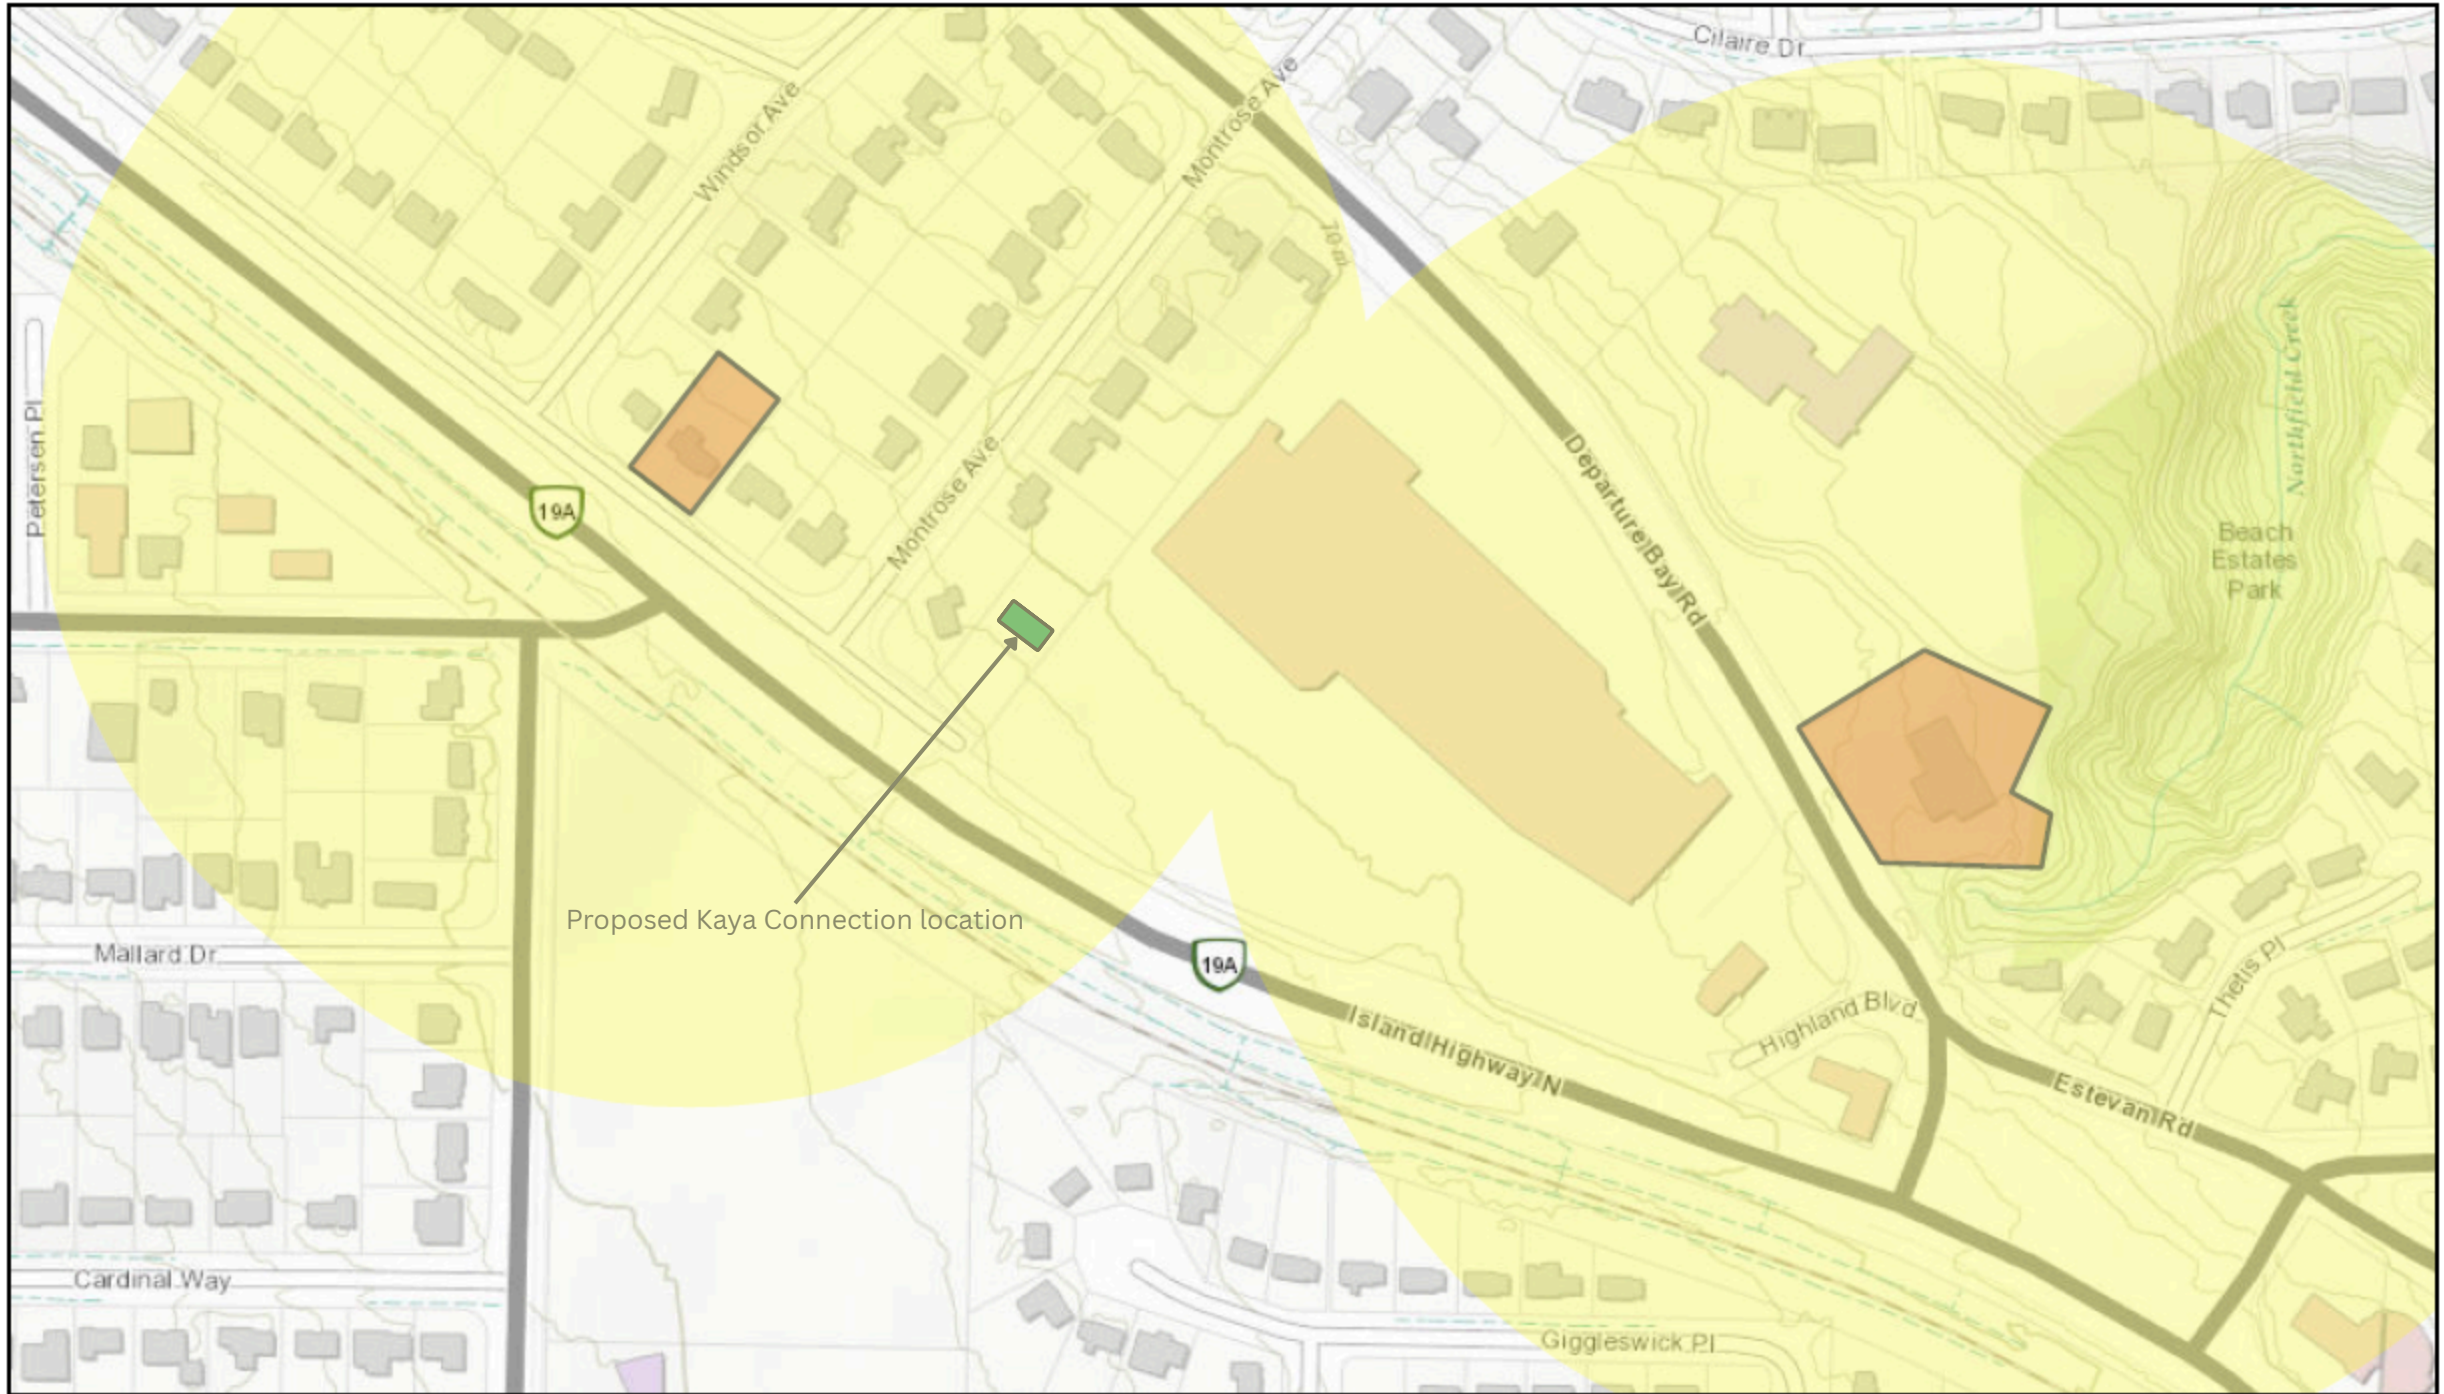 Cilaire Dr
Windsor Ave
Montrose Ave
10 m
Northfield Creek
Petersen Pl
19A
Montrose Ave
Departure Bay Rd
Beach
Estates
Park
Proposed Kaya Connection location
Mallard Dr
19A
Thetis Pl
Highland Blvd
Island Highway N
Estevan Rd
Cardinal Way
Giggleswick Pl